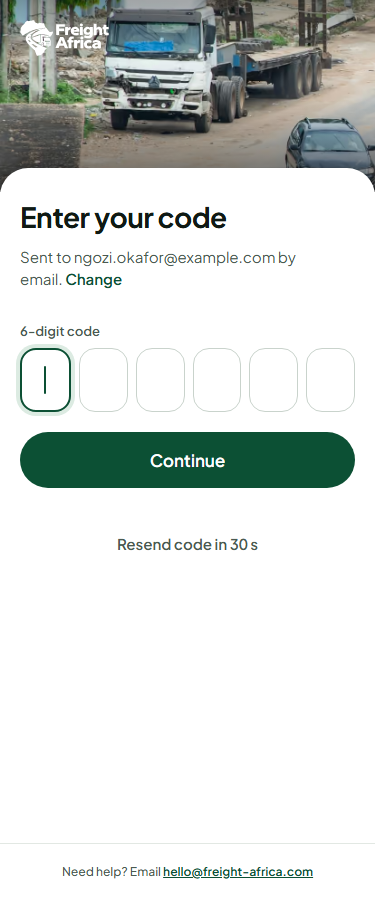 Freight
Africa
Enter your code
Sent to ngozi.okafor@example.com by
email. Change
6-digit code
Continue
Resend code in 30 s
Need help? Email hello@freight-africa.com